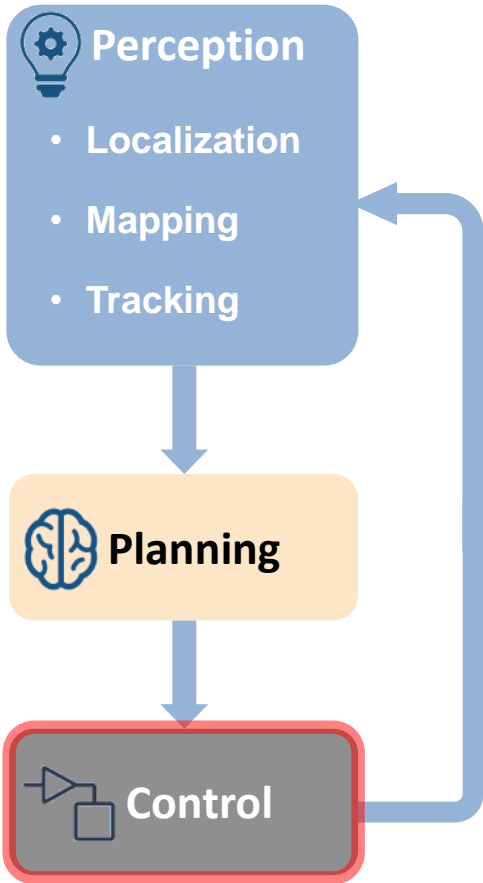 Perception
• Localization
• Mapping
• Tracking
Planning
Control